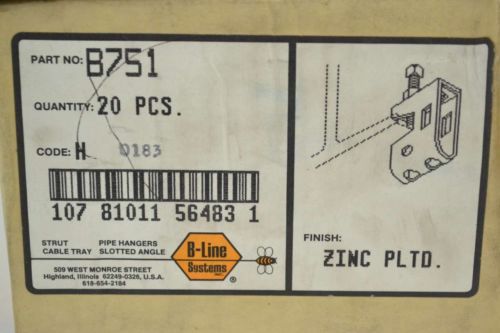 PART NO: B751
QUANTITY: 20 PCS.
CODE: H 0183
107 81011 56483 1
STRUT PIPE HANGERS
CABLE TRAY SLOTTED ANGLE
B-Line
Systems
®
509 WEST MONROE STREET
Highland, Illinois 62249-0326, U.S.A.
618-654-2184
FINISH:
ZINC PLTD.